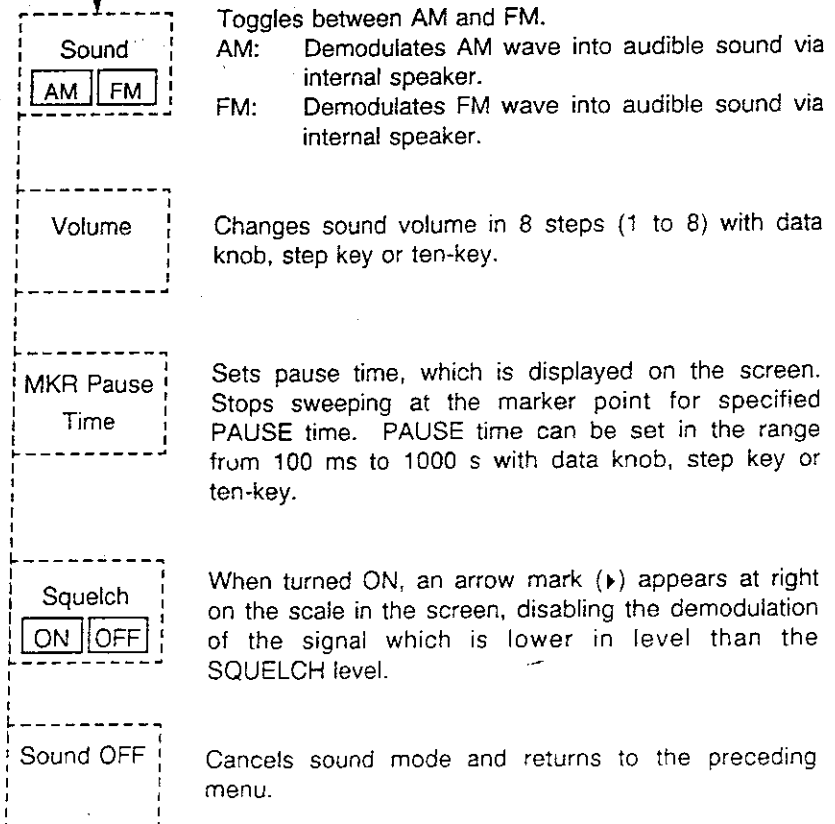 Toggles between AM and FM.
Sound
AM FM
AM: Demodulates AM wave into audible sound via
internal speaker.
FM: Demodulates FM wave into audible sound via
internal speaker.
Volume
Changes sound volume in 8 steps (1 to 8) with data
knob, step key or ten-key.
MKR Pause
Time
Sets pause time, which is displayed on the screen.
Stops sweeping at the marker point for specified
PAUSE time. PAUSE time can be set in the range
from 100 ms to 1000 s with data knob, step key or
ten-key.
Squelch
ON OFF
When turned ON, an arrow mark (▶) appears at right
on the scale in the screen, disabling the demodulation
of the signal which is lower in level than the
SQUELCH level.
Sound OFF
Cancels sound mode and returns to the preceding
menu.